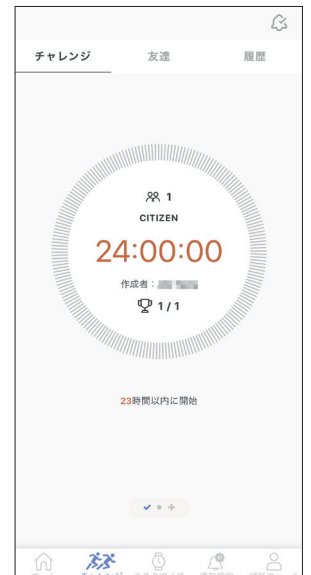 チャレンジ 友達 履歴
1
CITIZEN
24:00:00
作成者：
1 / 1
23時間以内に開始